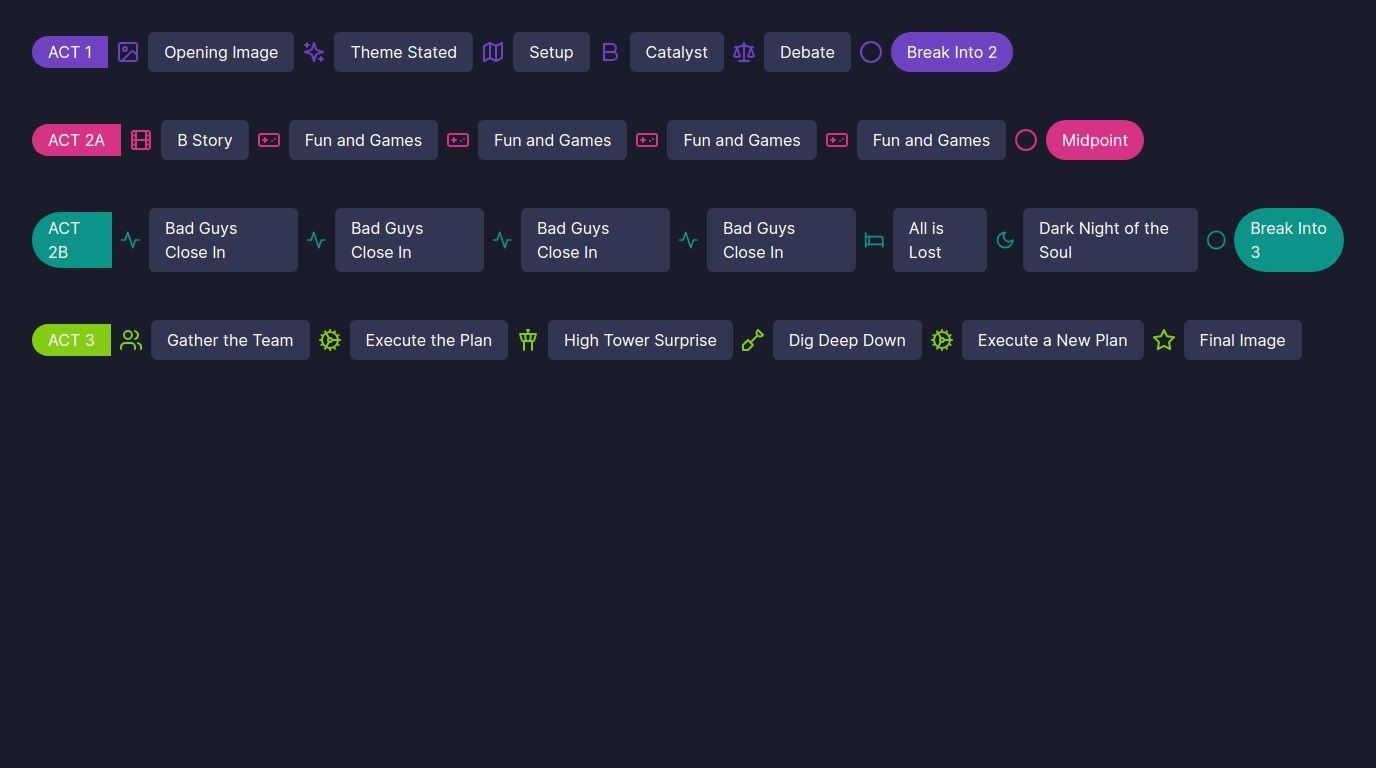 ACT 1 Opening Image Theme Stated Setup Catalyst Debate Break Into 2
ACT 2A B Story Fun and Games Fun and Games Fun and Games Fun and Games Midpoint
ACT
2B
Bad Guys
Close In
Bad Guys
Close In
Bad Guys
Close In
Bad Guys
Close In
All is
Lost
Dark Night of the
Soul
Break Into
3
ACT 3 Gather the Team Execute the Plan High Tower Surprise Dig Deep Down Execute a New Plan Final Image